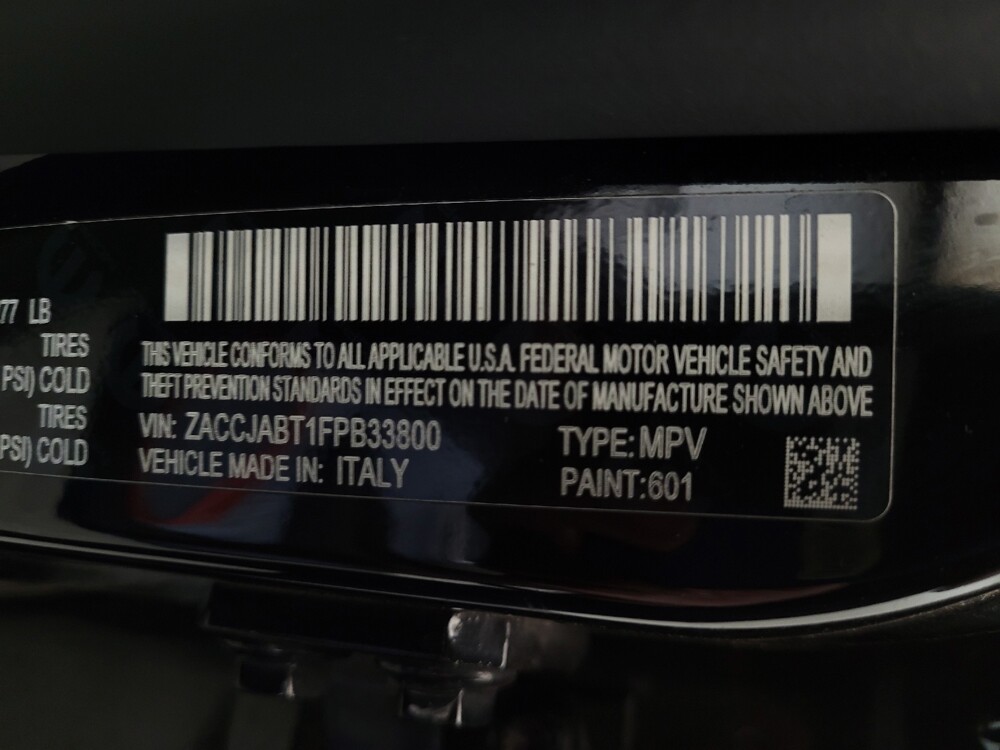 77 LB
TIRES
PSI) COLD
TIRES
PSI) COLD
THIS VEHICLE CONFORMS TO ALL APPLICABLE U.S.A. FEDERAL MOTOR VEHICLE SAFETY AND
THEFT PREVENTION STANDARDS IN EFFECT ON THE DATE OF MANUFACTURE SHOWN ABOVE
VIN: ZACCJABT1FPB33800 TYPE: MPV
VEHICLE MADE IN: ITALY PAINT:601